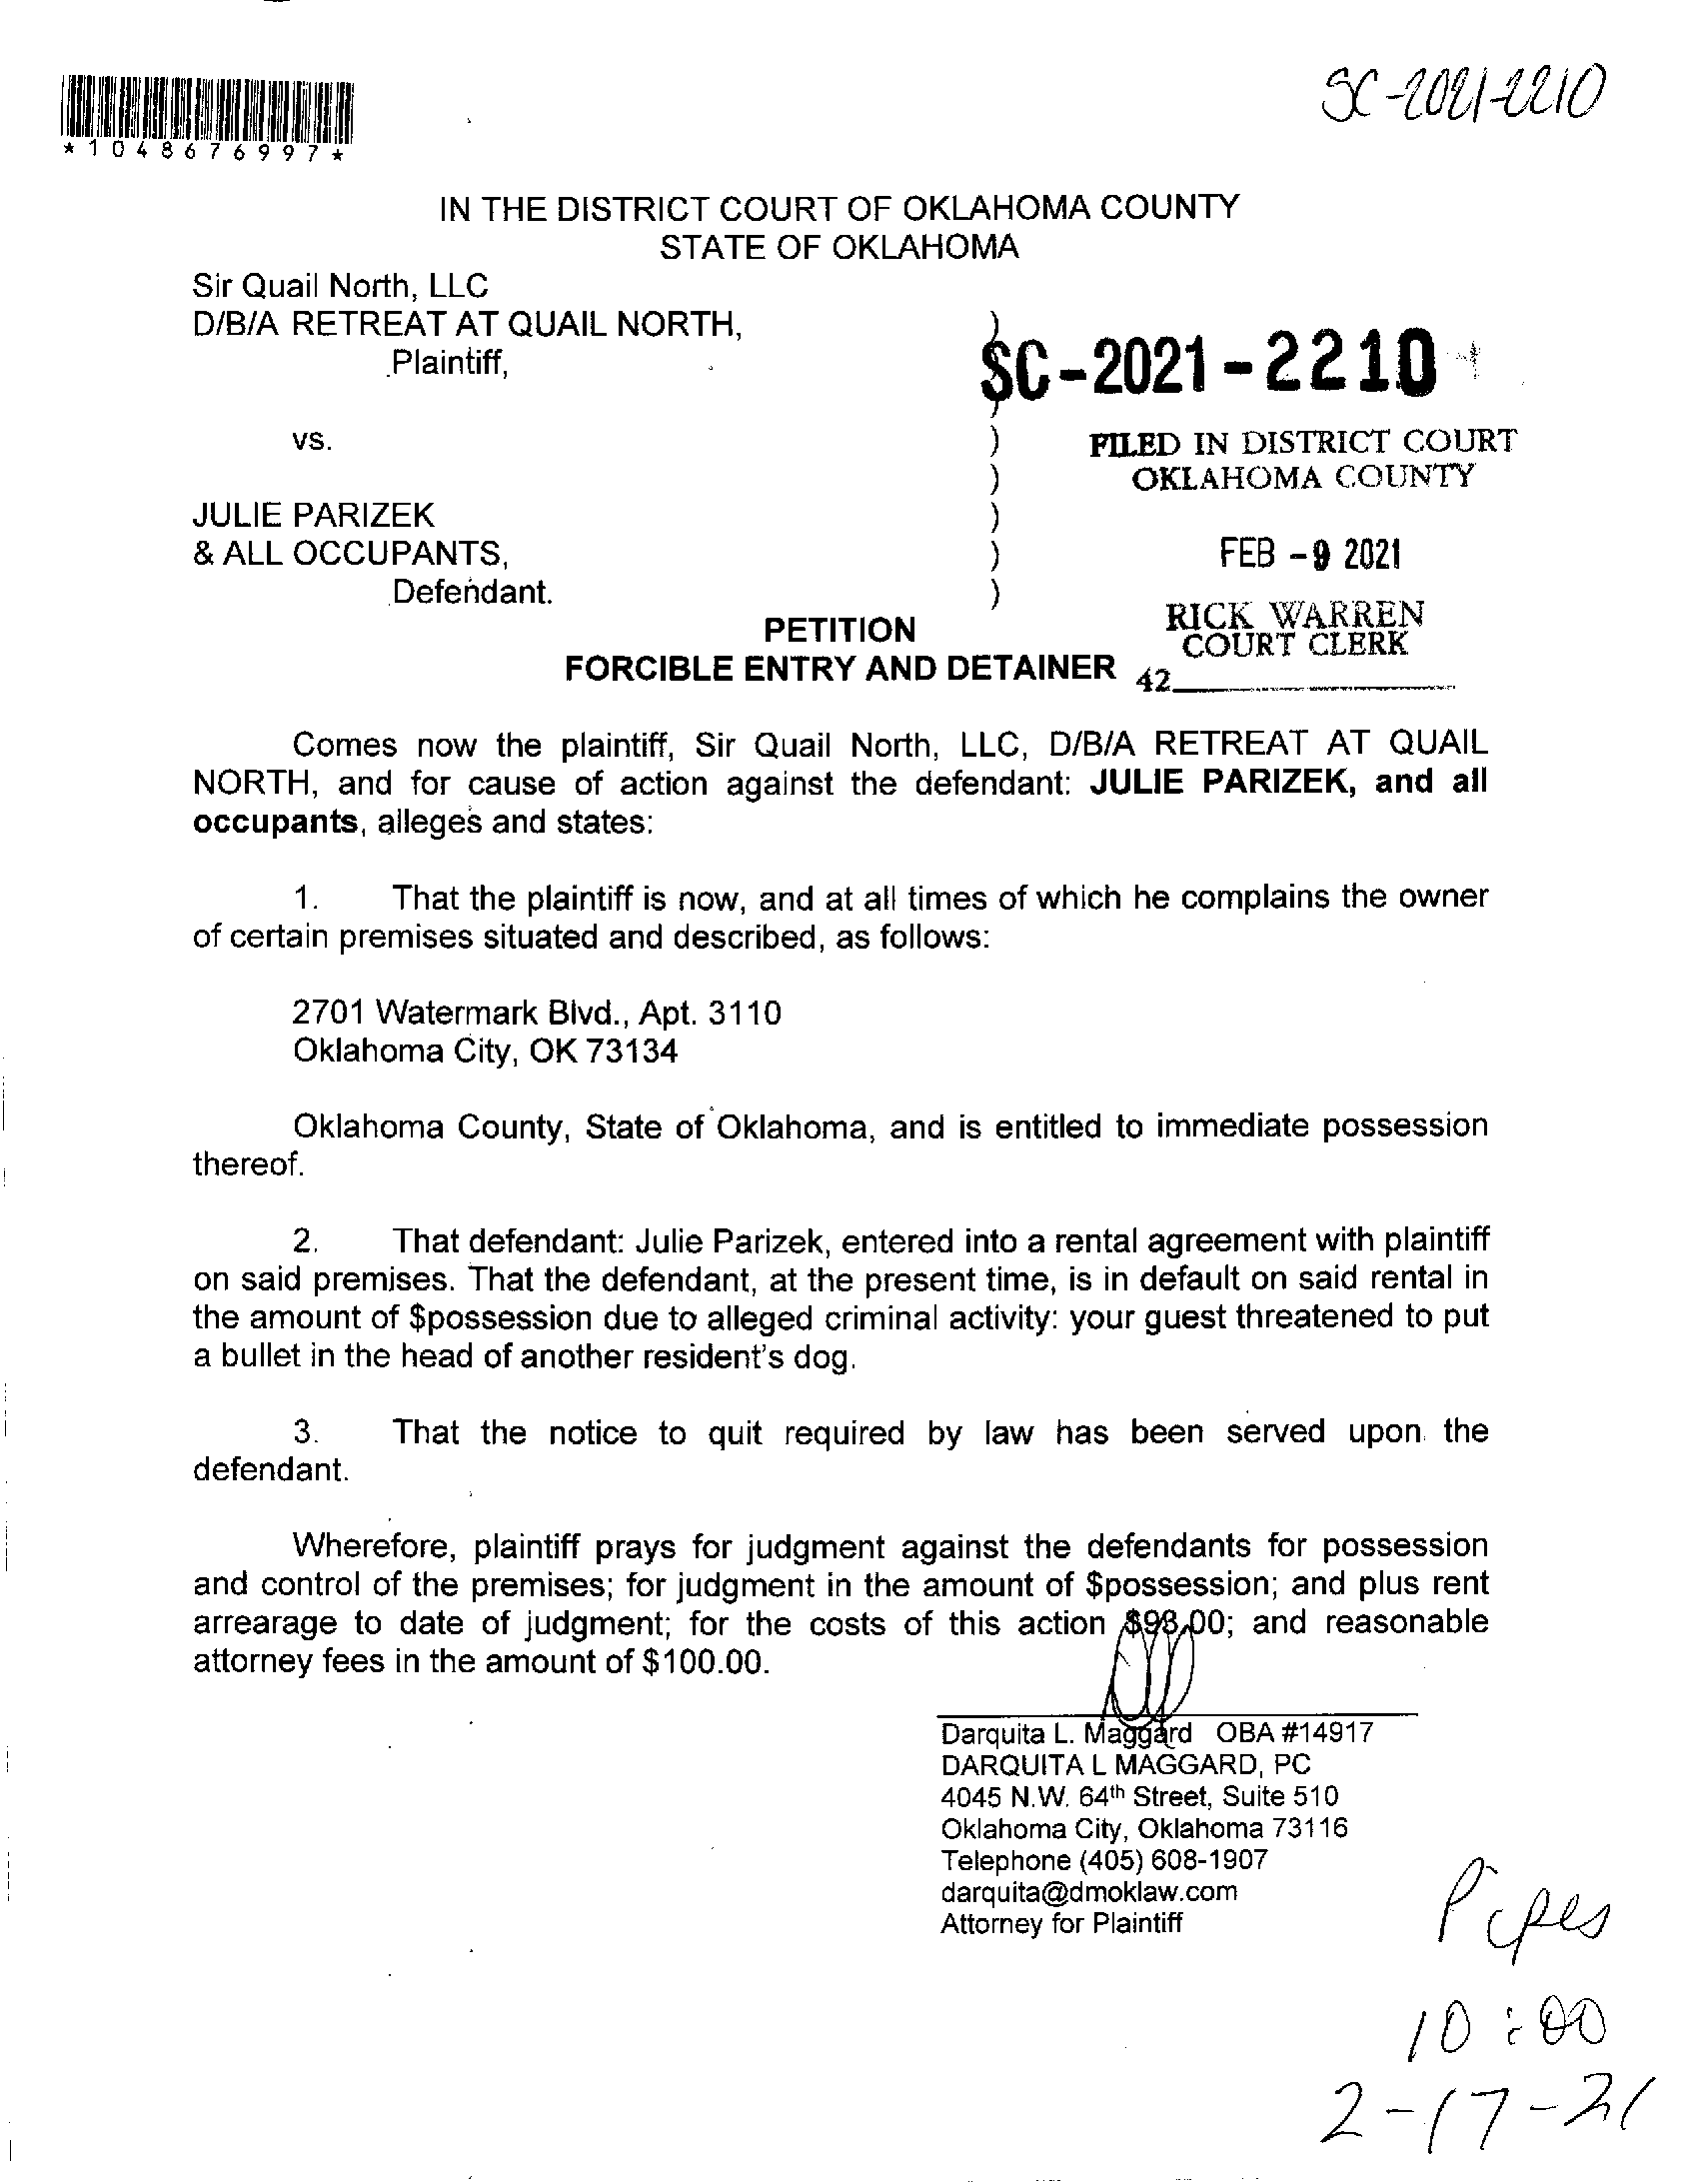 SC-2021-2210
*1048676997*
IN THE DISTRICT COURT OF OKLAHOMA COUNTY
STATE OF OKLAHOMA
Sir Quail North, LLC
D/B/A RETREAT AT QUAIL NORTH,
Plaintiff,
)
SC-2021-2210
)
vs.
)
FILED IN DISTRICT COURT
)
OKLAHOMA COUNTY
JULIE PARIZEK
)
& ALL OCCUPANTS,
)
FEB -9 2021
Defendant.
)
RICK WARREN
COURT CLERK
42
PETITION
FORCIBLE ENTRY AND DETAINER
Comes now the plaintiff, Sir Quail North, LLC, D/B/A RETREAT AT QUAIL
NORTH, and for cause of action against the defendant: JULIE PARIZEK, and all
occupants, alleges and states:
1. That the plaintiff is now, and at all times of which he complains the owner
of certain premises situated and described, as follows:
2701 Watermark Blvd., Apt. 3110
Oklahoma City, OK 73134
Oklahoma County, State of Oklahoma, and is entitled to immediate possession
thereof.
2. That defendant: Julie Parizek, entered into a rental agreement with plaintiff
on said premises. That the defendant, at the present time, is in default on said rental in
the amount of $possession due to alleged criminal activity: your guest threatened to put
a bullet in the head of another resident's dog.
3. That the notice to quit required by law has been served upon the
defendant.
Wherefore, plaintiff prays for judgment against the defendants for possession
and control of the premises; for judgment in the amount of $possession; and plus rent
arrearage to date of judgment; for the costs of this action $98.00; and reasonable
attorney fees in the amount of $100.00.
Darquita L. Maggard OBA #14917
DARQUITA L MAGGARD, PC
4045 N.W. 64th Street, Suite 510
Oklahoma City, Oklahoma 73116
Telephone (405) 608-1907
darquita@dmoklaw.com
Attorney for Plaintiff
Pipes
10:00
2-17-21